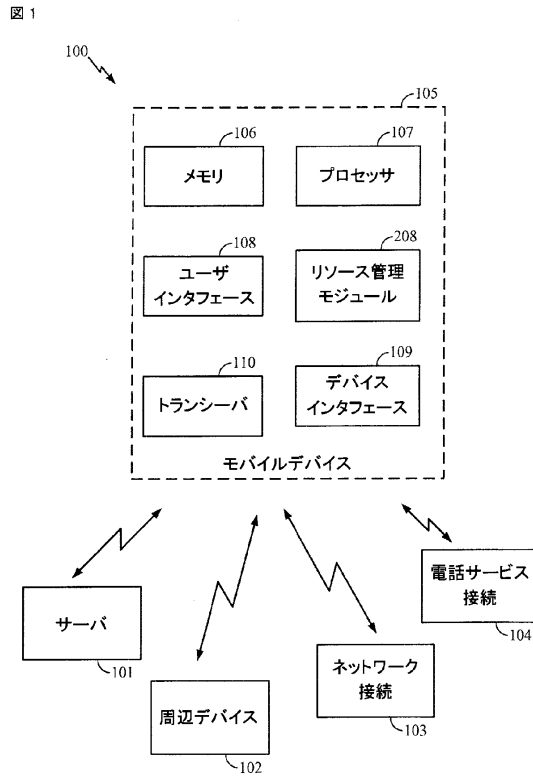 図 1
100
105
106
メモリ
107
プロセッサ
108
ユーザ
インタフェース
208
リソース管理
モジュール
110
トランシーバ
109
デバイス
インタフェース
モバイルデバイス
サーバ
101
周辺デバイス
102
ネットワーク
接続
103
電話サービス
接続
104